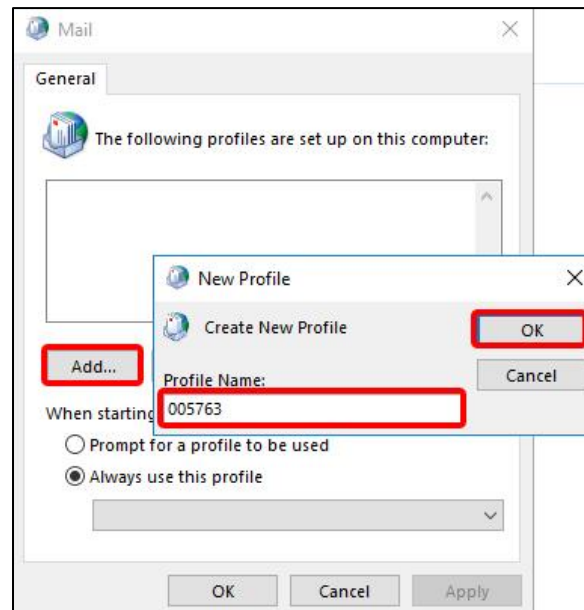 Mail
General
The following profiles are set up on this computer:
New Profile
Create New Profile
OK
Add...
Cancel
Profile Name:
005763
When starting
Prompt for a profile to be used
Always use this profile
OK Cancel Apply